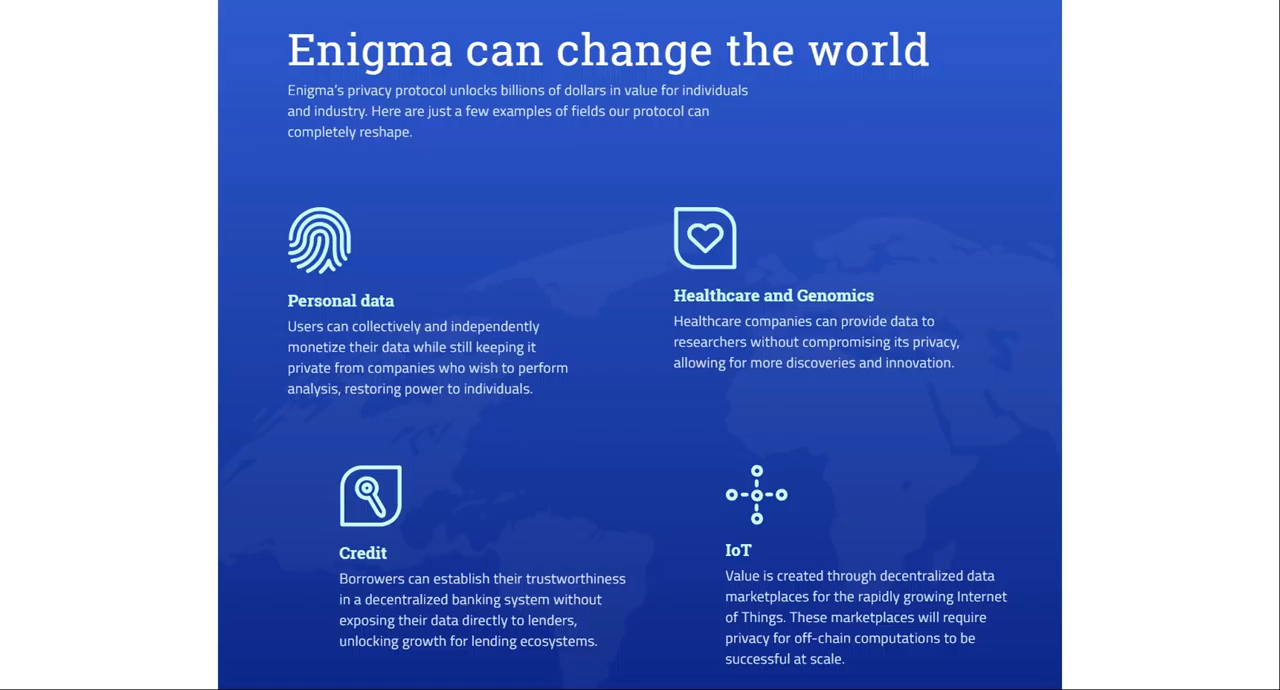 Enigma can change the world
Enigma's privacy protocol unlocks billions of dollars in value for individuals
and industry. Here are just a few examples of fields our protocol can
completely reshape.
Personal data
Users can collectively and independently
monetize their data while still keeping it
private from companies who wish to perform
analysis, restoring power to individuals.
Healthcare and Genomics
Healthcare companies can provide data to
researchers without compromising its privacy,
allowing for more discoveries and innovation.
Credit
Borrowers can establish their trustworthiness
in a decentralized banking system without
exposing their data directly to lenders,
unlocking growth for lending ecosystems.
IoT
Value is created through decentralized data
marketplaces for the rapidly growing Internet
of Things. These marketplaces will require
privacy for off-chain computations to be
successful at scale.